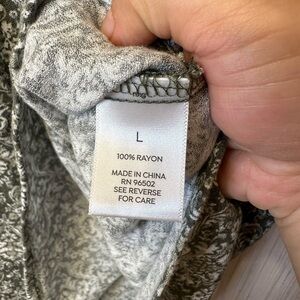 L
100% RAYON
MADE IN CHINA
RN 96502
SEE REVERSE
FOR CARE